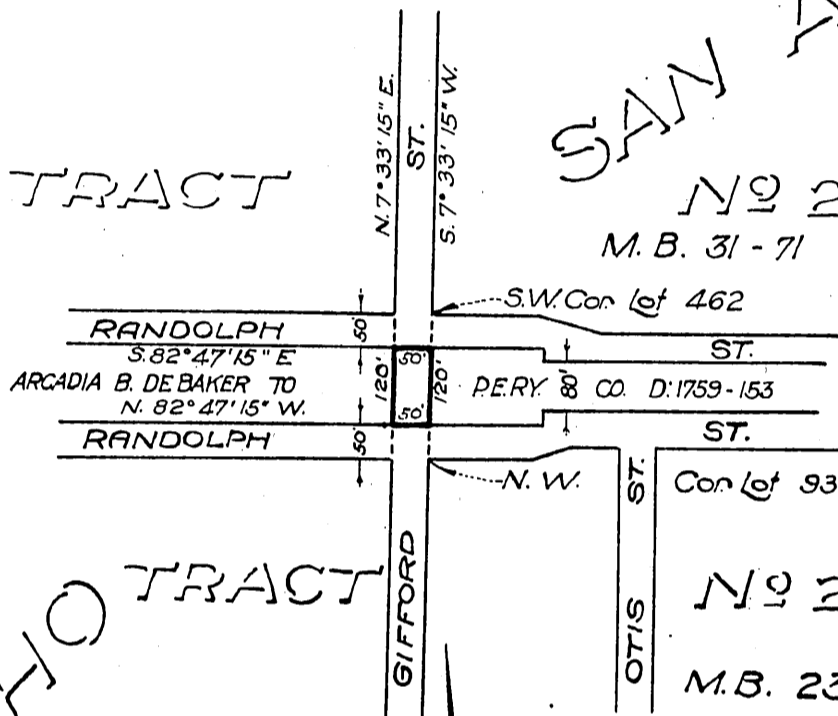 SAN A
TRACT
N. 7° 33' 15" E.
ST.
S. 7° 33' 15" W.
Nº 2
M. B. 31 - 71
S.W. Cor. Lot 462
RANDOLPH
50'
ST.
S. 82° 47' 15" E
50'
ARCADIA B. DE BAKER TO
120'
120'
P.E.RY. 80' CO. D: 1759 - 153
N. 82° 47' 15" W.
50'
RANDOLPH
50'
ST.
N. W.
Cor. Lot 93
TRACT
HO
GIFFORD
OTIS ST.
Nº 2
M.B. 23